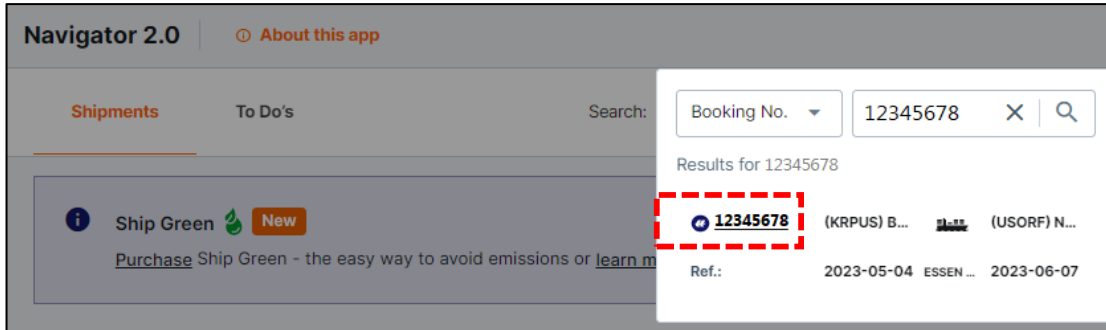 Navigator 2.0 About this app
Shipments To Do's Search: Booking No. 12345678
Results for 12345678
Ship Green New
12345678 (KRPUS) B... (USORF) N...
Purchase Ship Green - the easy way to avoid emissions or learn m
Ref.: 2023-05-04 ESSEN ... 2023-06-07